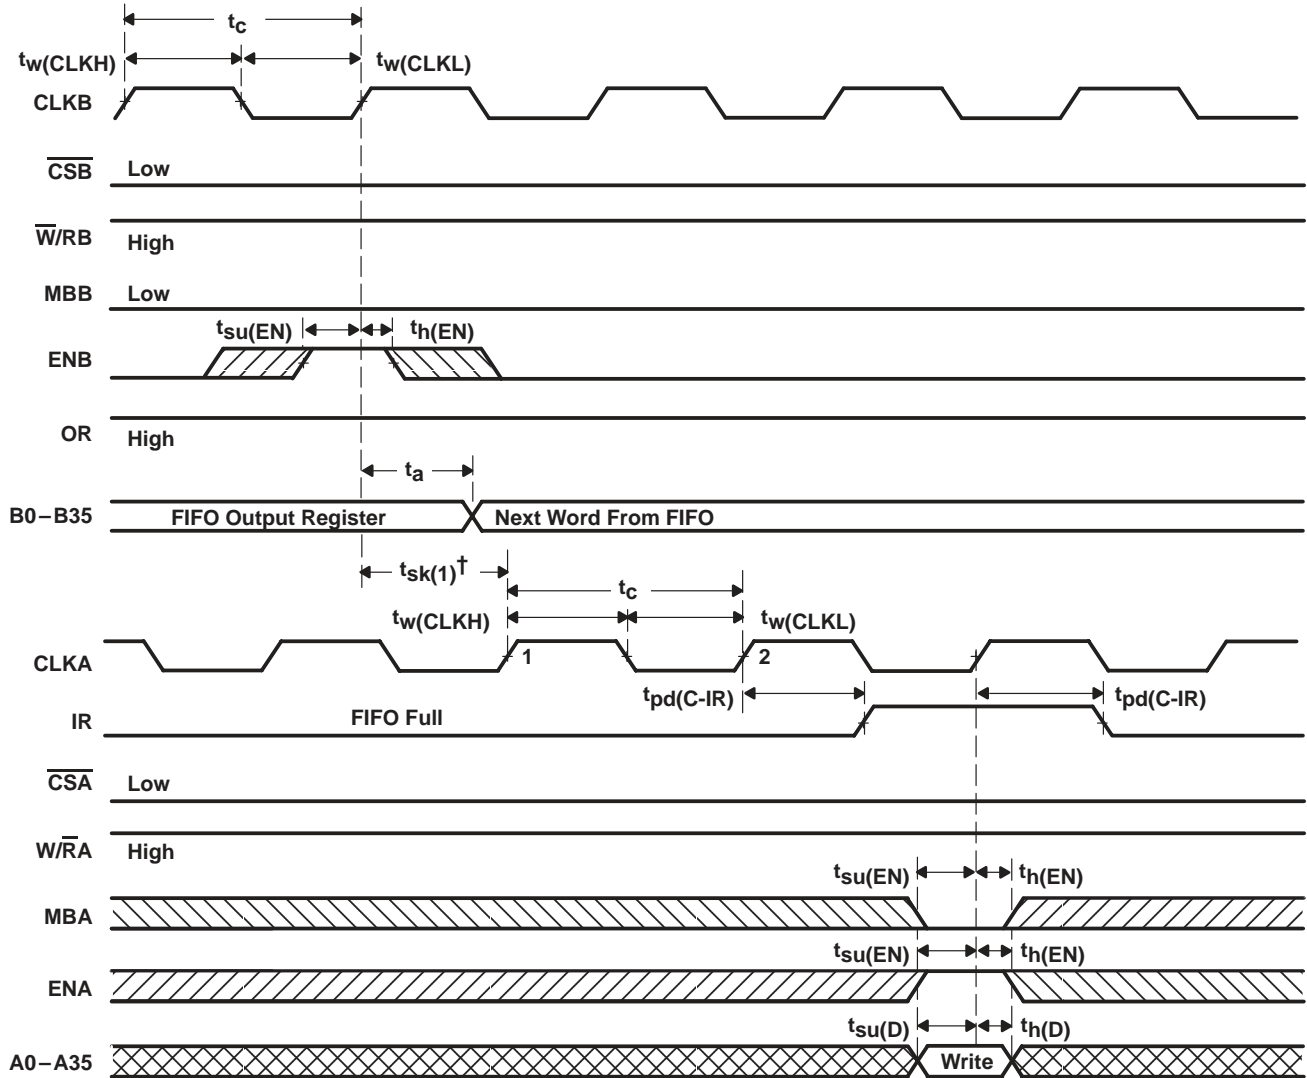 tc
tw(CLKH) tw(CLKL)
CLKB
CSB Low
W/RB High
MBB Low
tsu(EN) th(EN)
ENB
OR High
ta
B0–B35 FIFO Output Register Next Word From FIFO
tsk(1)†
tc
tw(CLKH) tw(CLKL)
CLKA 1 2
tpd(C-IR) tpd(C-IR)
IR FIFO Full
CSA Low
W/RA High
tsu(EN) th(EN)
MBA
tsu(EN) th(EN)
ENA
tsu(D) th(D)
A0–A35 Write